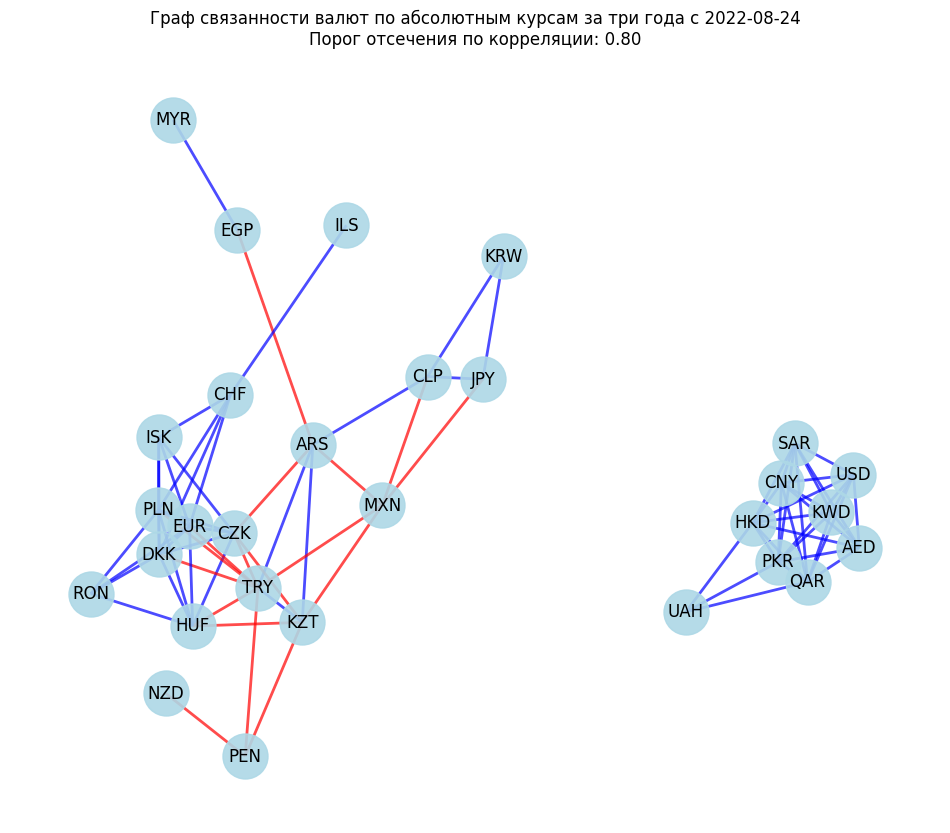 Граф связанности валют по абсолютным курсам за три года с 2022-08-24
Порог отсечения по корреляции: 0.80
MYR
EGP
ILS
KRW
CLP
JPY
CHF
ISK
ARS
SAR
USD
CNY
MXN
PLN
KWD
EUR
HKD
CZK
AED
DKK
PKR
QAR
TRY
RON
UAH
HUF
KZT
NZD
PEN